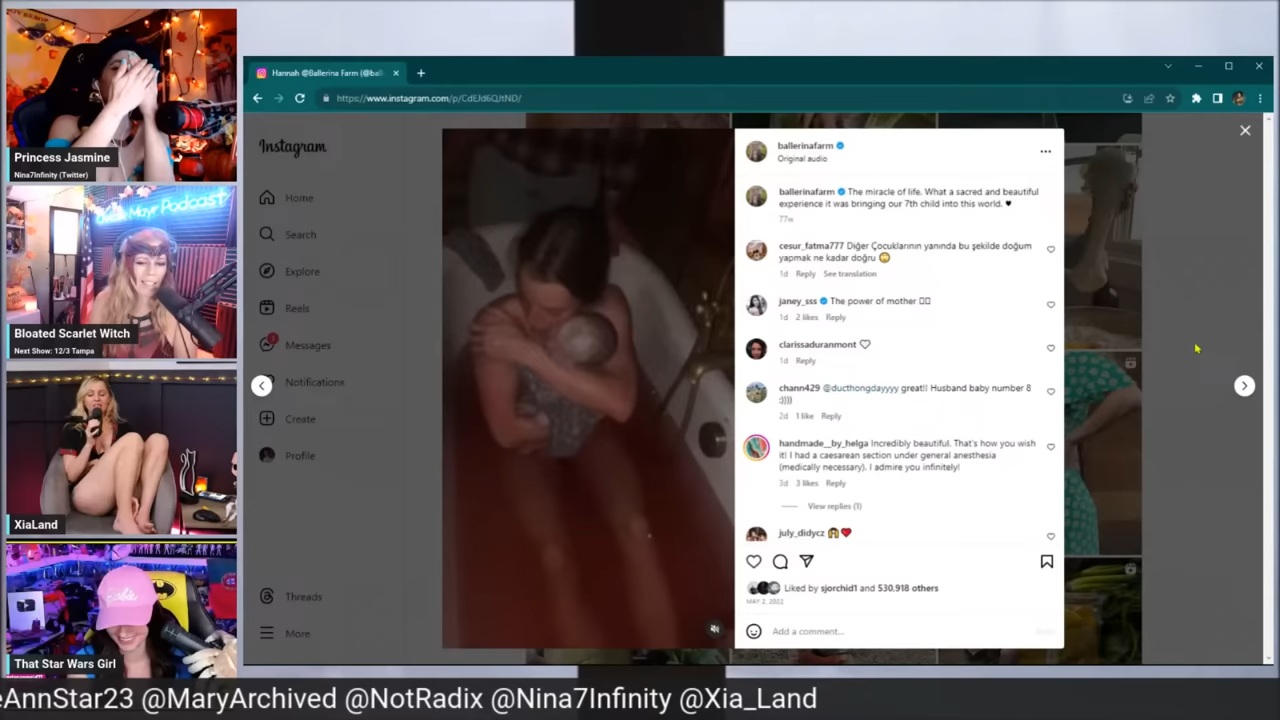 Princess Jasmine
Nina7Infinity (Twitter)
Bloated Scarlet Witch
Next Show: 12/3 Tampa
XiaLand
That Star Wars Girl
Hannah @Ballerina Farm (@bal
https://www.instagram.com/p/CdEJd6QJtND/
Instagram
Home
Search
Explore
Reels
Messages
Notifications
Create
Profile
Threads
More
ballerinafarm
Original audio
ballerinafarm The miracle of life. What a sacred and beautiful
experience it was bringing our 7th child into this world. ♥
77w
cesur_fatma777 Diğer Çocuklarının yanında bu şekilde doğum
yapmak ne kadar doğru 🙄
1d Reply See translation
janey_sss The power of mother
1d 2 likes Reply
clarissaduranmont
1d Reply
chann429 @ducthongdayyyy great!! Husband baby number 8
:))))
2d 1 like Reply
handmade__by_helga Incredibly beautiful. That's how you wish
it! I had a caesarean section under general anesthesia
(medically necessary). I admire you infinitely!
3d 3 likes Reply
View replies (1)
july_didycz
Liked by sjorchid1 and 530,918 others
MAY 2, 2022
Add a comment...
eAnnStar23 @MaryArchived @NotRadix @Nina7Infinity @Xia_Land